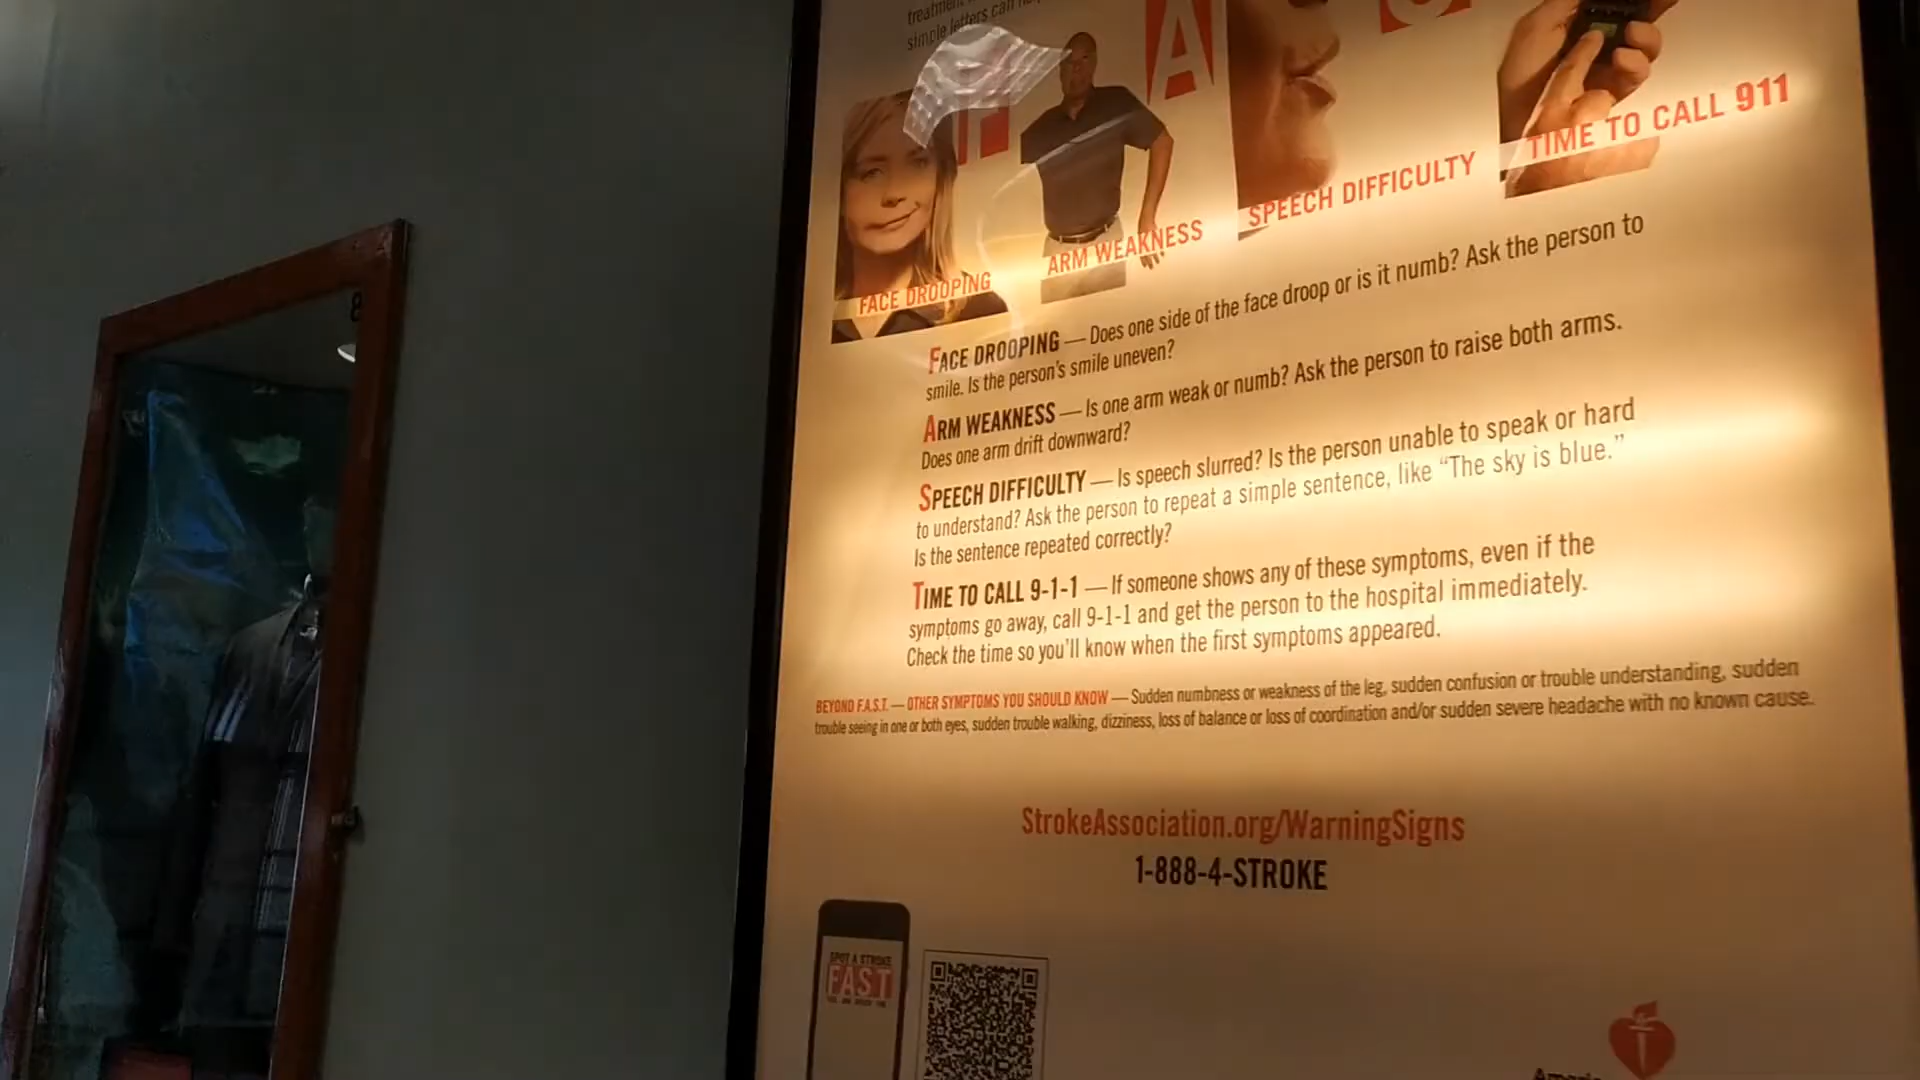 treatment
simple letters can
F
A
S
FACE DROOPING
ARM WEAKNESS
SPEECH DIFFICULTY
TIME TO CALL 911
FACE DROOPING — Does one side of the face droop or is it numb? Ask the person to
smile. Is the person's smile uneven?
ARM WEAKNESS — Is one arm weak or numb? Ask the person to raise both arms.
Does one arm drift downward?
SPEECH DIFFICULTY — Is speech slurred? Is the person unable to speak or hard
to understand? Ask the person to repeat a simple sentence, like “The sky is blue.”
Is the sentence repeated correctly?
TIME TO CALL 9-1-1 — If someone shows any of these symptoms, even if the
symptoms go away, call 9-1-1 and get the person to the hospital immediately.
Check the time so you'll know when the first symptoms appeared.
BEYOND F.A.S.T. — OTHER SYMPTOMS YOU SHOULD KNOW — Sudden numbness or weakness of the leg, sudden confusion or trouble understanding, sudden
trouble seeing in one or both eyes, sudden trouble walking, dizziness, loss of balance or loss of coordination and/or sudden severe headache with no known cause.
StrokeAssociation.org/WarningSigns
1-888-4-STROKE
SPOT A STROKE
FAST
8